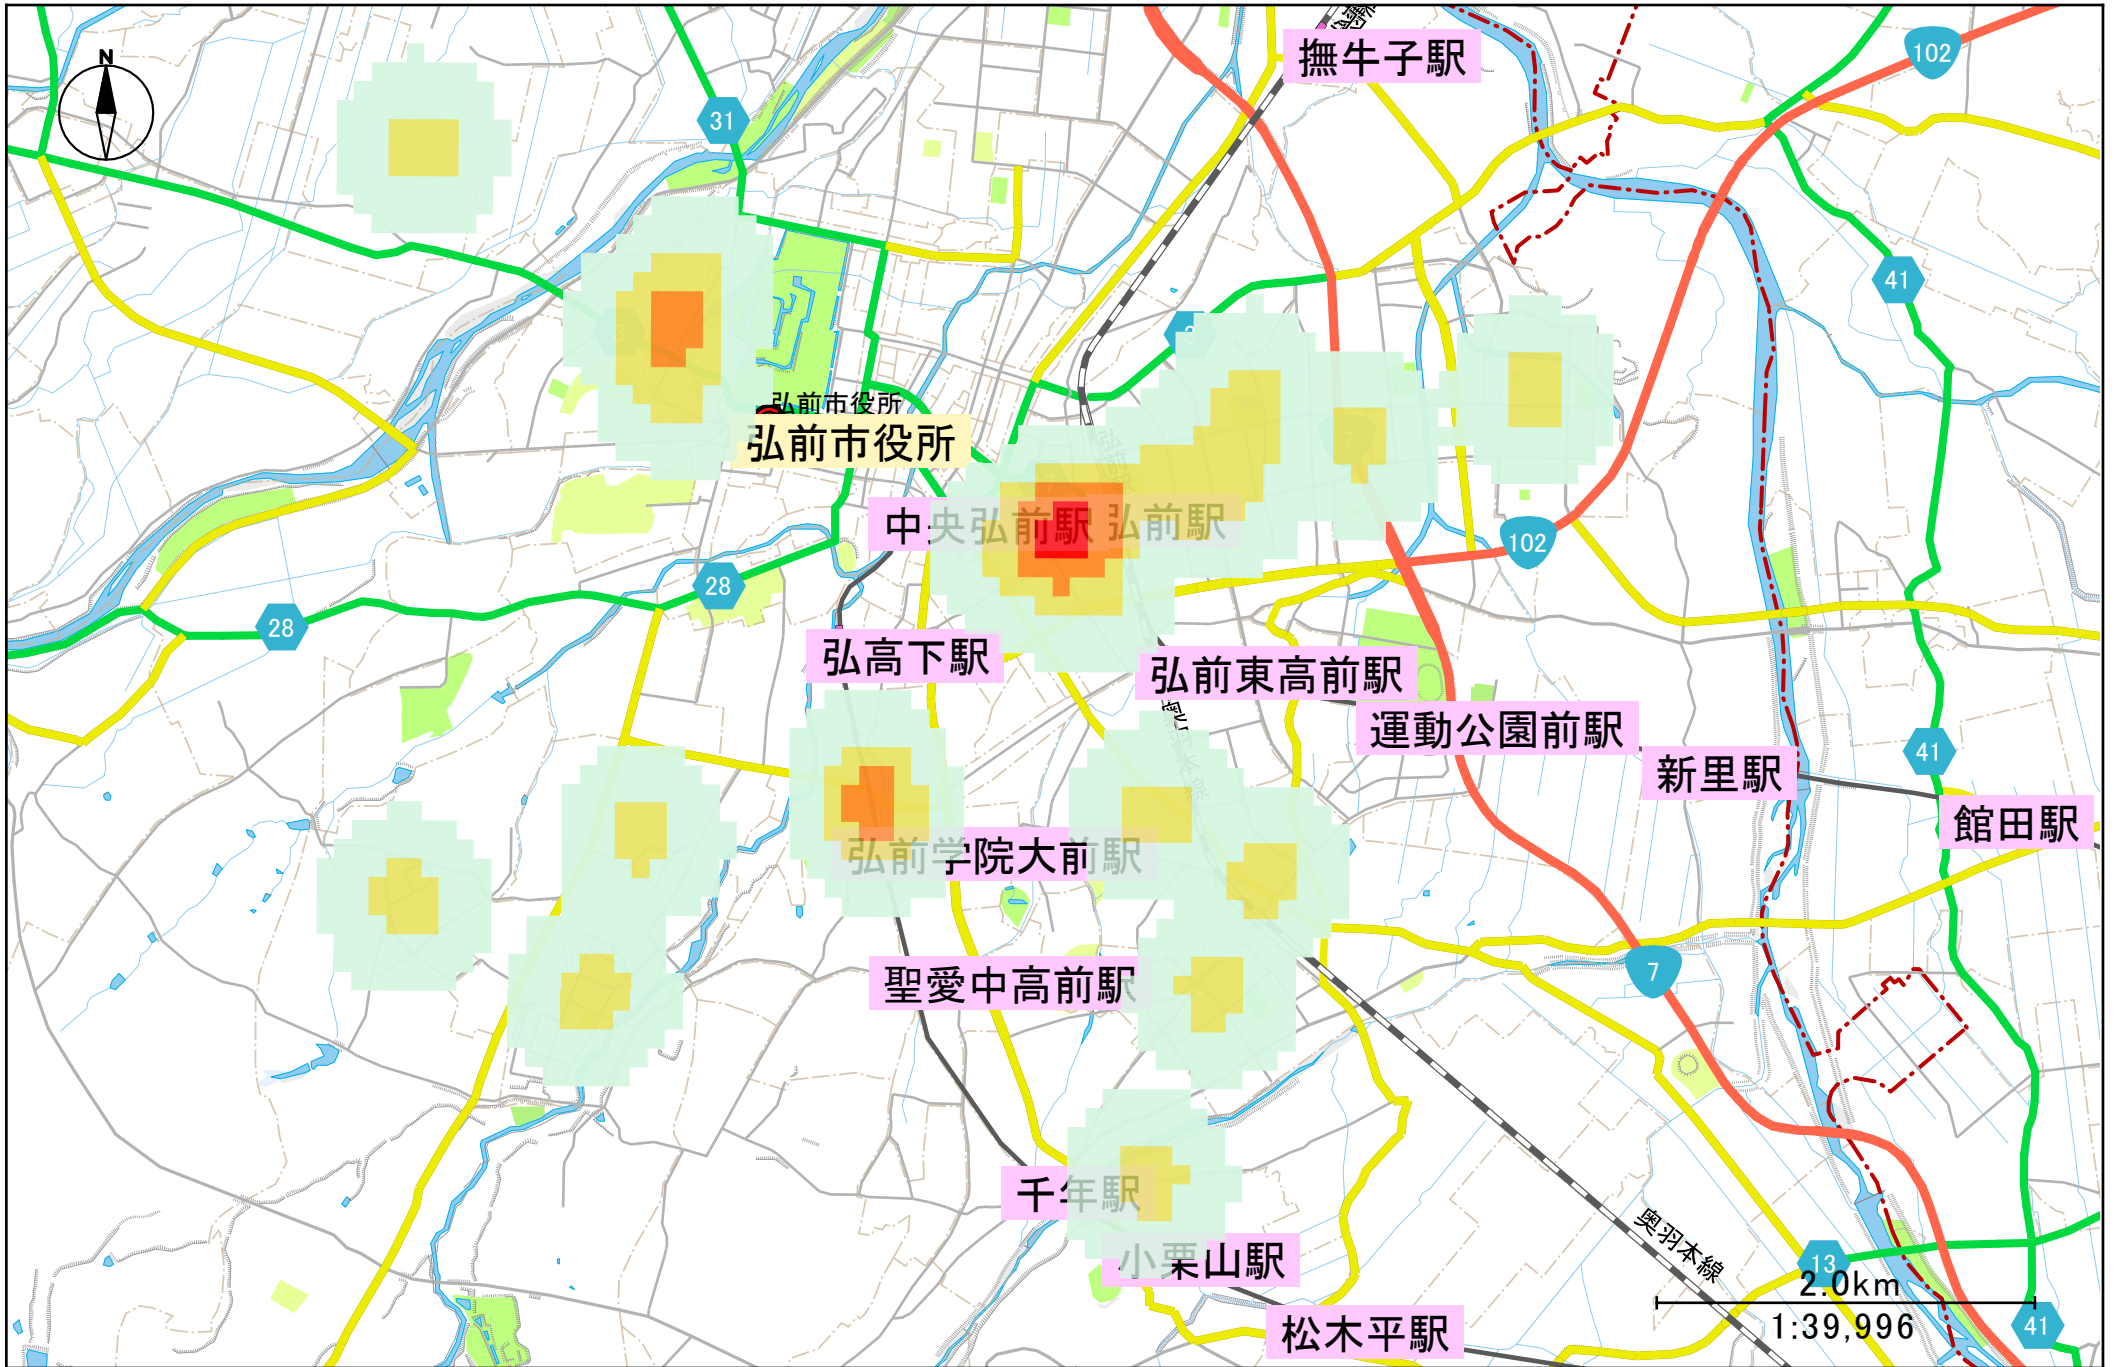 撫牛子駅
102
N
31
41
弘前市役所
弘前市役所
7
中央弘前駅
弘前駅
102
28
28
弘高下駅
弘前東高前駅
運動公園前駅
新里駅
41
館田駅
弘前学院大前駅
聖愛中高前駅
7
千年駅
小栗山駅
奥羽本線
13
2.0km
1:39,996
41
松木平駅